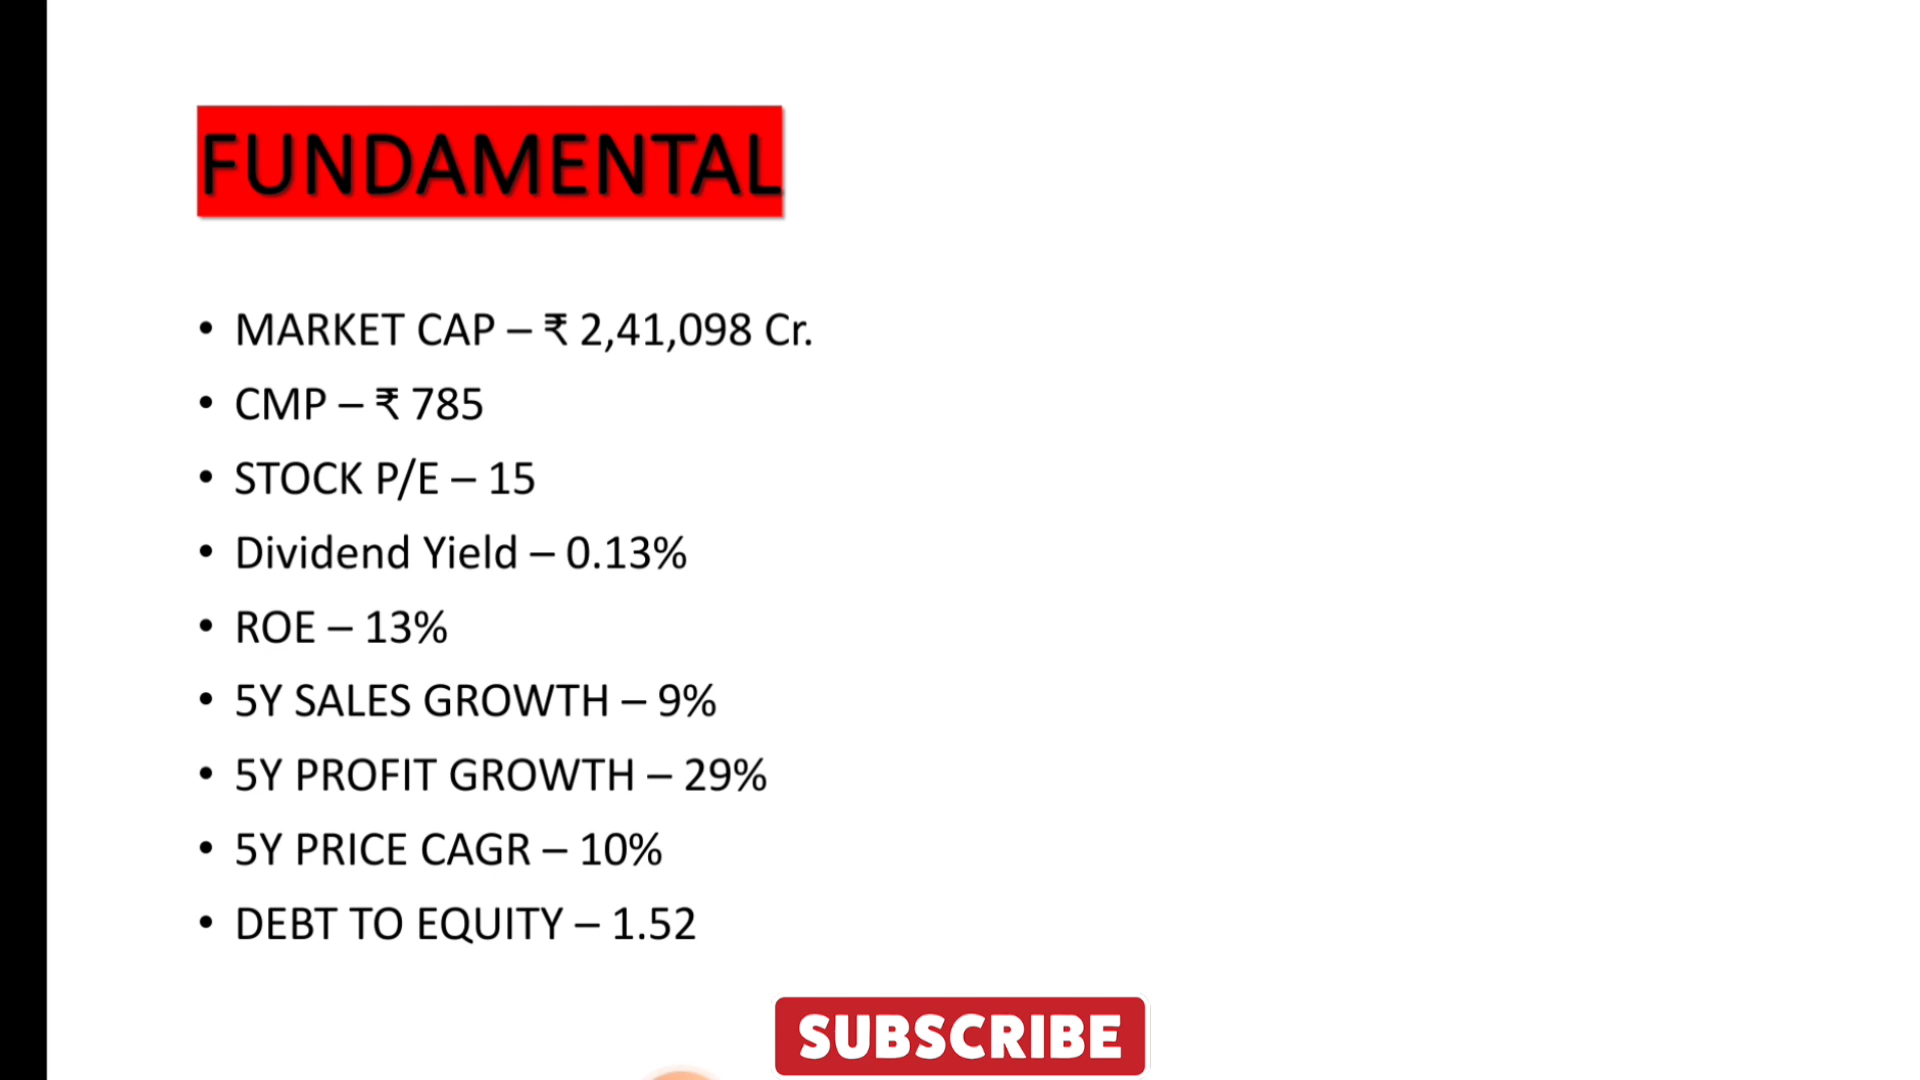 FUNDAMENTAL
• MARKET CAP – ₹ 2,41,098 Cr.
• CMP – ₹ 785
• STOCK P/E – 15
• Dividend Yield – 0.13%
• ROE – 13%
• 5Y SALES GROWTH – 9%
• 5Y PROFIT GROWTH – 29%
• 5Y PRICE CAGR – 10%
• DEBT TO EQUITY – 1.52
SUBSCRIBE